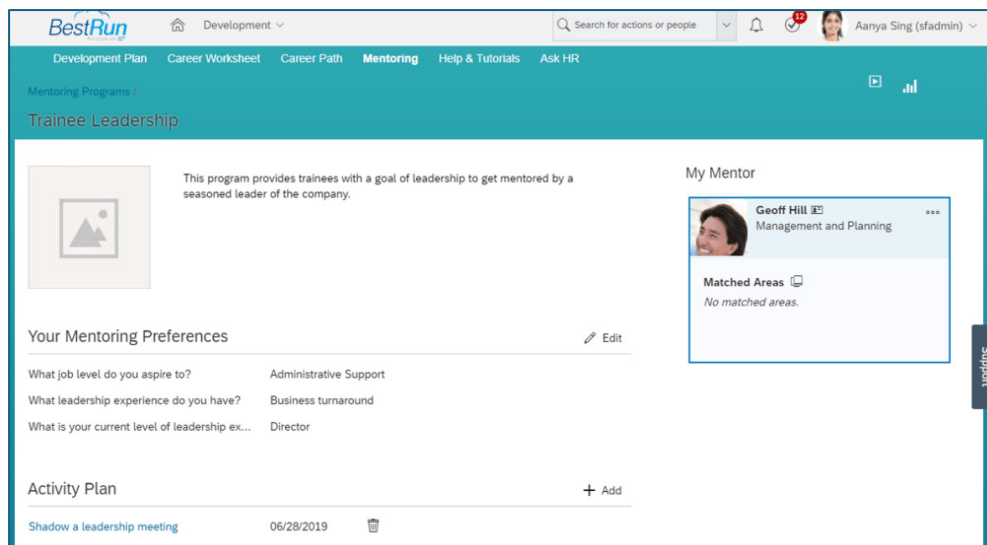 BestRun
Development
Search for actions or people
12
Aanya Sing (sfadmin)
Development Plan
Career Worksheet
Career Path
Mentoring
Help & Tutorials
Ask HR
Mentoring Programs /
Trainee Leadership
This program provides trainees with a goal of leadership to get mentored by a
seasoned leader of the company.
My Mentor
Geoff Hill
Management and Planning
Matched Areas
No matched areas.
Your Mentoring Preferences
Edit
What job level do you aspire to? Administrative Support
What leadership experience do you have? Business turnaround
What is your current level of leadership ex... Director
Activity Plan
Add
Shadow a leadership meeting 06/28/2019
Support